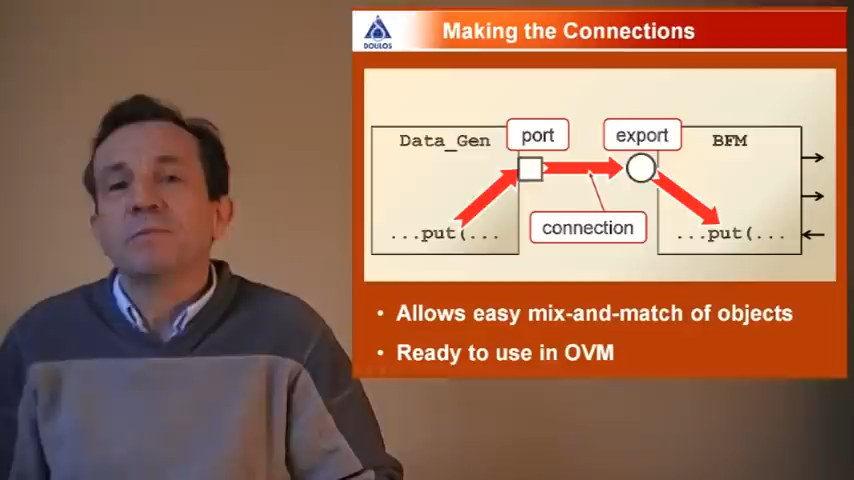 DOULOS
Making the Connections
port
export
Data_Gen
BFM
connection
...put(...
...put(...
• Allows easy mix-and-match of objects
• Ready to use in OVM